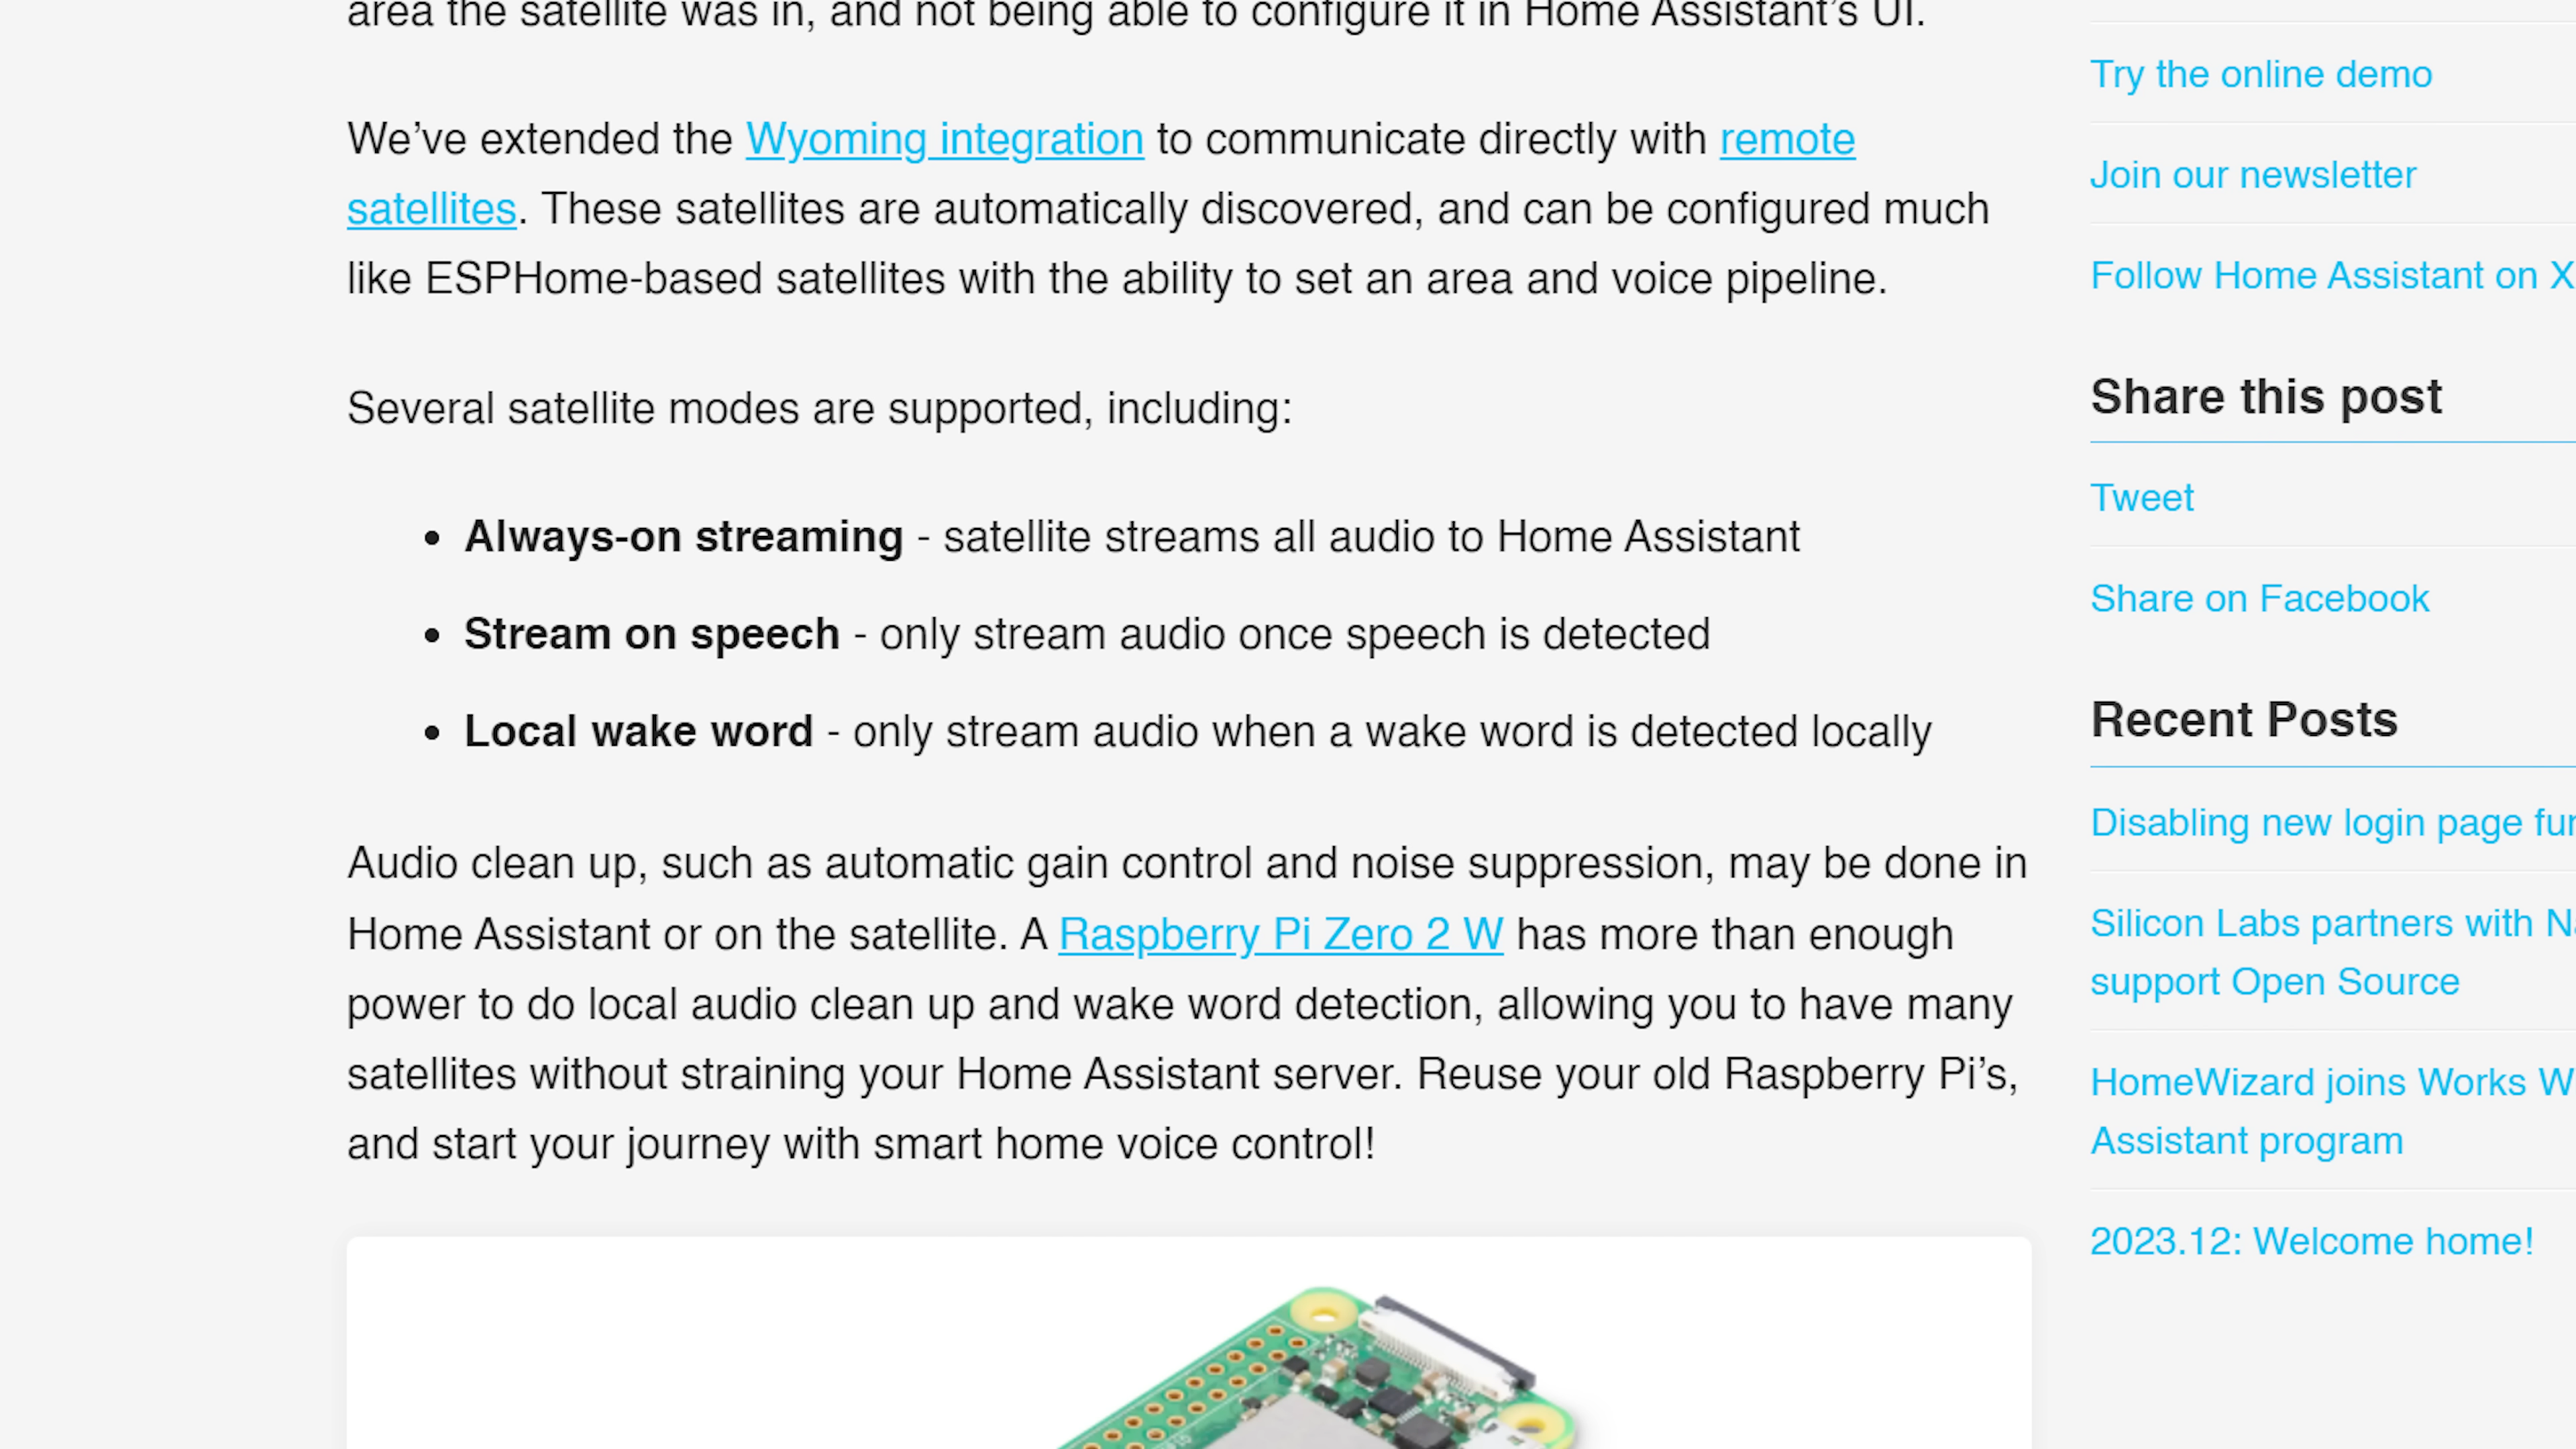 area the satellite was in, and not being able to configure it in Home Assistant’s UI.
We’ve extended the Wyoming integration to communicate directly with remote
satellites. These satellites are automatically discovered, and can be configured much
like ESPHome-based satellites with the ability to set an area and voice pipeline.
Several satellite modes are supported, including:
• Always-on streaming - satellite streams all audio to Home Assistant
• Stream on speech - only stream audio once speech is detected
• Local wake word - only stream audio when a wake word is detected locally
Audio clean up, such as automatic gain control and noise suppression, may be done in
Home Assistant or on the satellite. A Raspberry Pi Zero 2 W has more than enough
power to do local audio clean up and wake word detection, allowing you to have many
satellites without straining your Home Assistant server. Reuse your old Raspberry Pi’s,
and start your journey with smart home voice control!
Try the online demo
Join our newsletter
Follow Home Assistant on X
Share this post
Tweet
Share on Facebook
Recent Posts
Disabling new login page
Silicon Labs partners with
support Open Source
HomeWizard joins Works
Assistant program
2023.12: Welcome home!